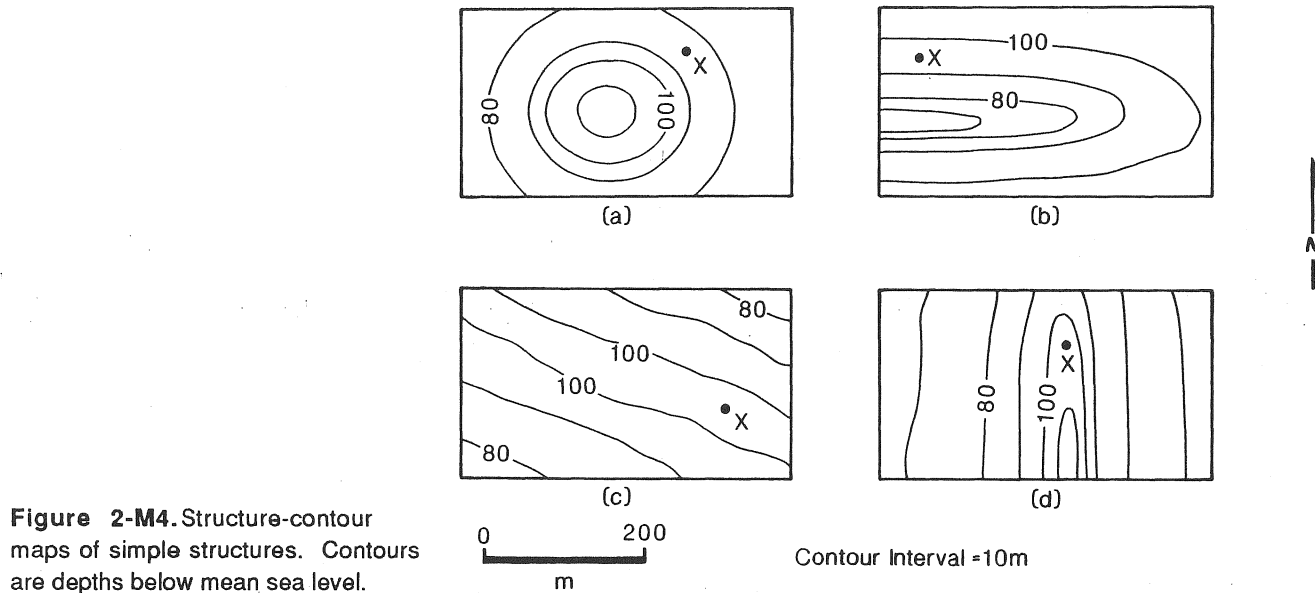 80
100
X
(a)
100
X
80
(b)
80
100
100
X
80
(c)
80
100
X
(d)
N
Figure 2-M4. Structure-contour
maps of simple structures. Contours
are depths below mean sea level.
0 200
m
Contour Interval =10m